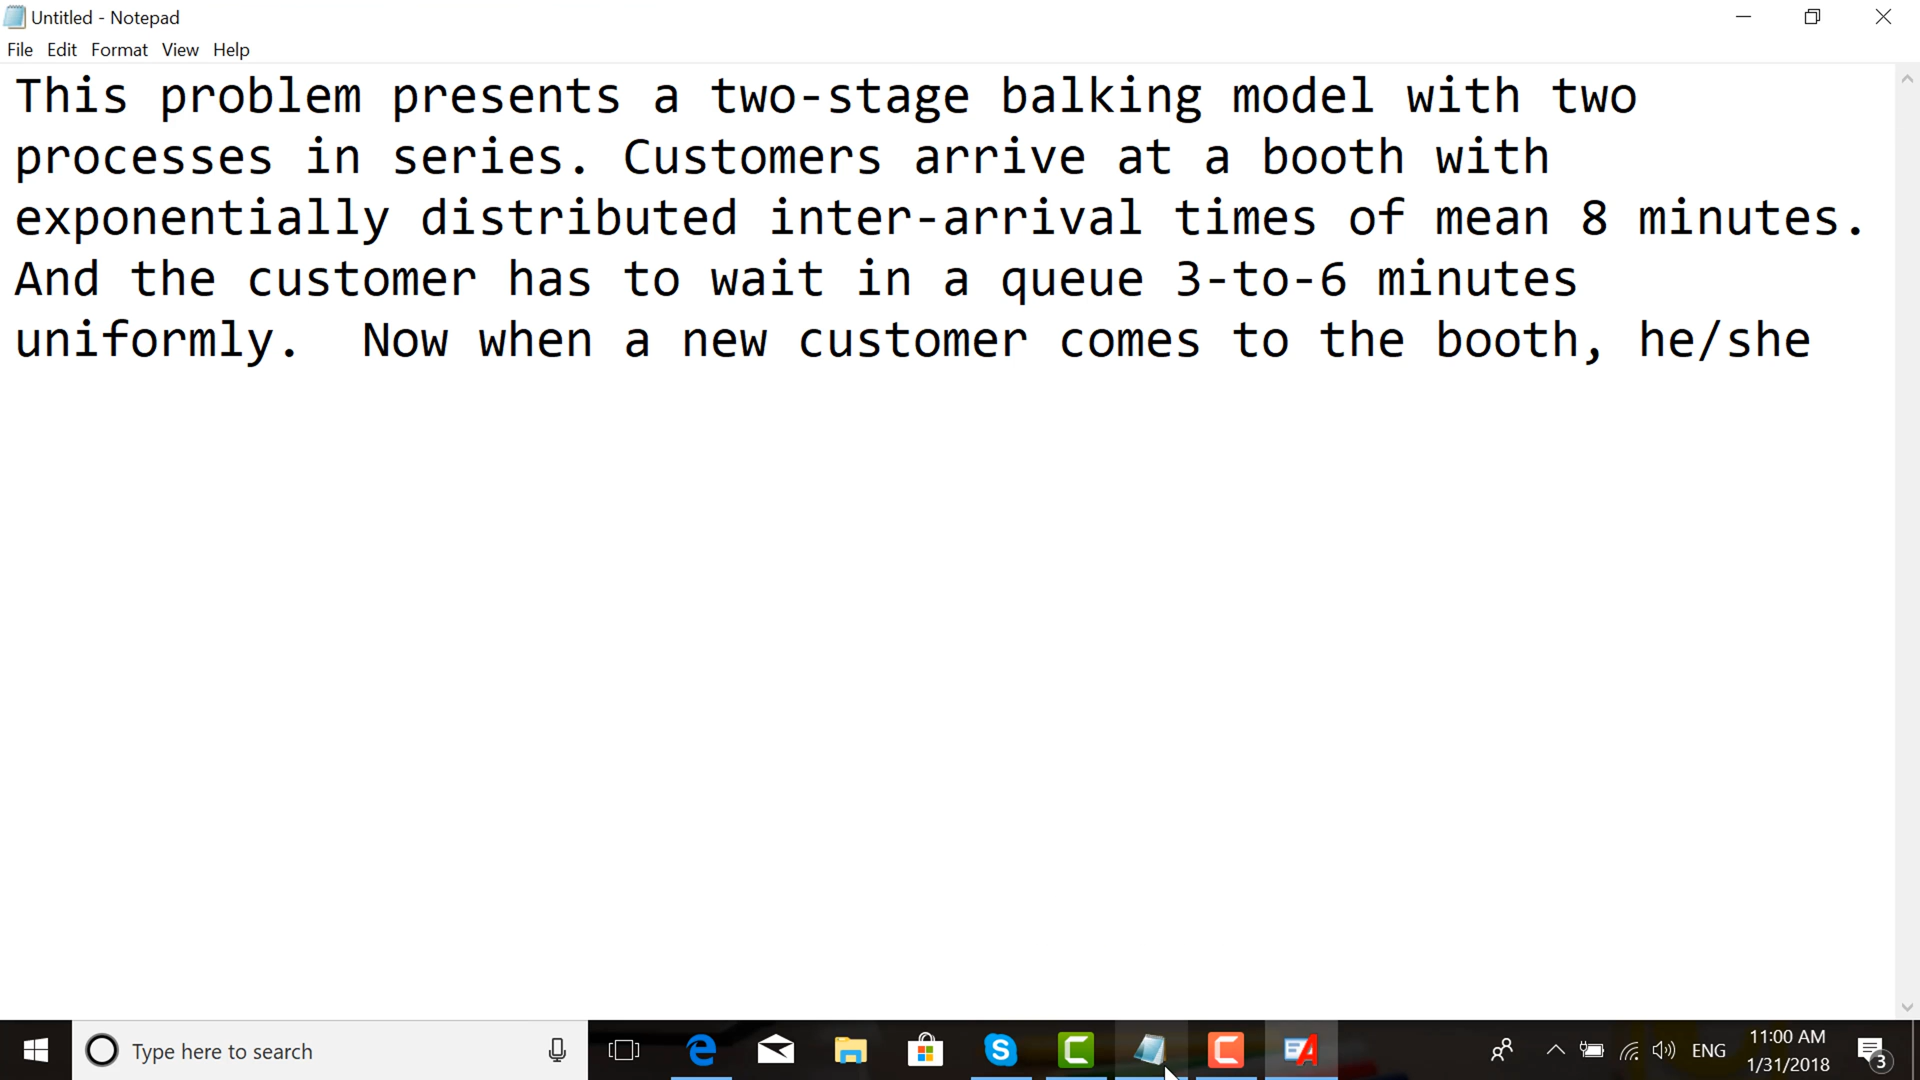 Untitled - Notepad
File Edit Format View Help
This problem presents a two-stage balking model with two
processes in series. Customers arrive at a booth with
exponentially distributed inter-arrival times of mean 8 minutes.
And the customer has to wait in a queue 3-to-6 minutes
uniformly.  Now when a new customer comes to the booth, he/she
Type here to search
ENG
11:00 AM
1/31/2018
3